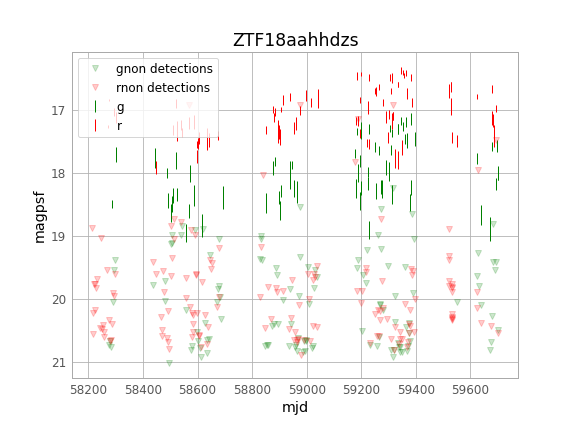 ZTF18aahhdzs
gnon detections
rnon detections
g
r
17
18
19
20
21
magpsf
58200 58400 58600 58800 59000 59200 59400 59600
mjd